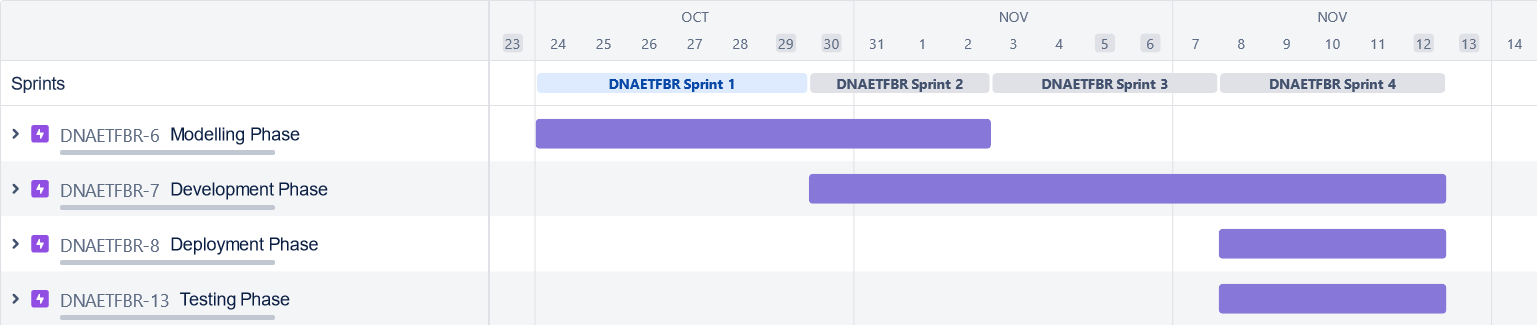 OCT NOV NOV
23 24 25 26 27 28 29 30 31 1 2 3 4 5 6 7 8 9 10 11 12 13 14
Sprints DNAETFBR Sprint 1 DNAETFBR Sprint 2 DNAETFBR Sprint 3 DNAETFBR Sprint 4
DNAETFBR-6 Modelling Phase
DNAETFBR-7 Development Phase
DNAETFBR-8 Deployment Phase
DNAETFBR-13 Testing Phase